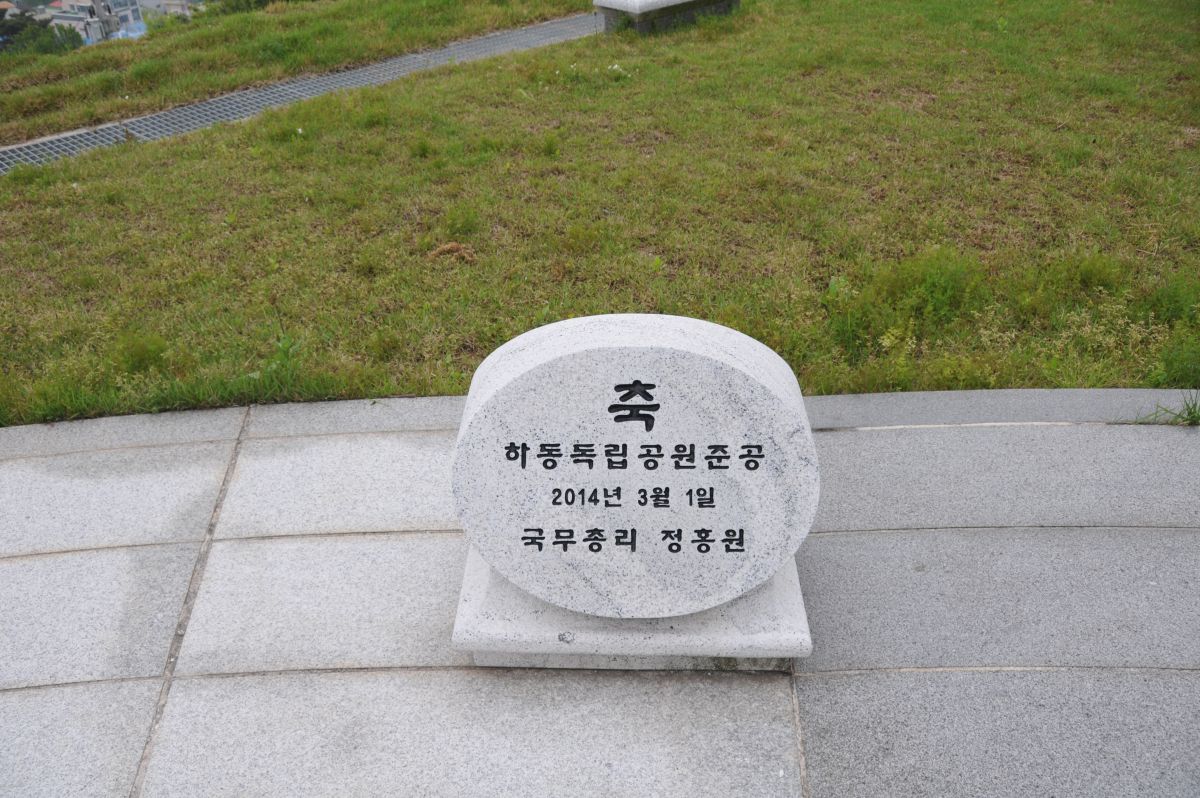 축
하동독립공원준공
2014년 3월 1일
국무총리 정홍원